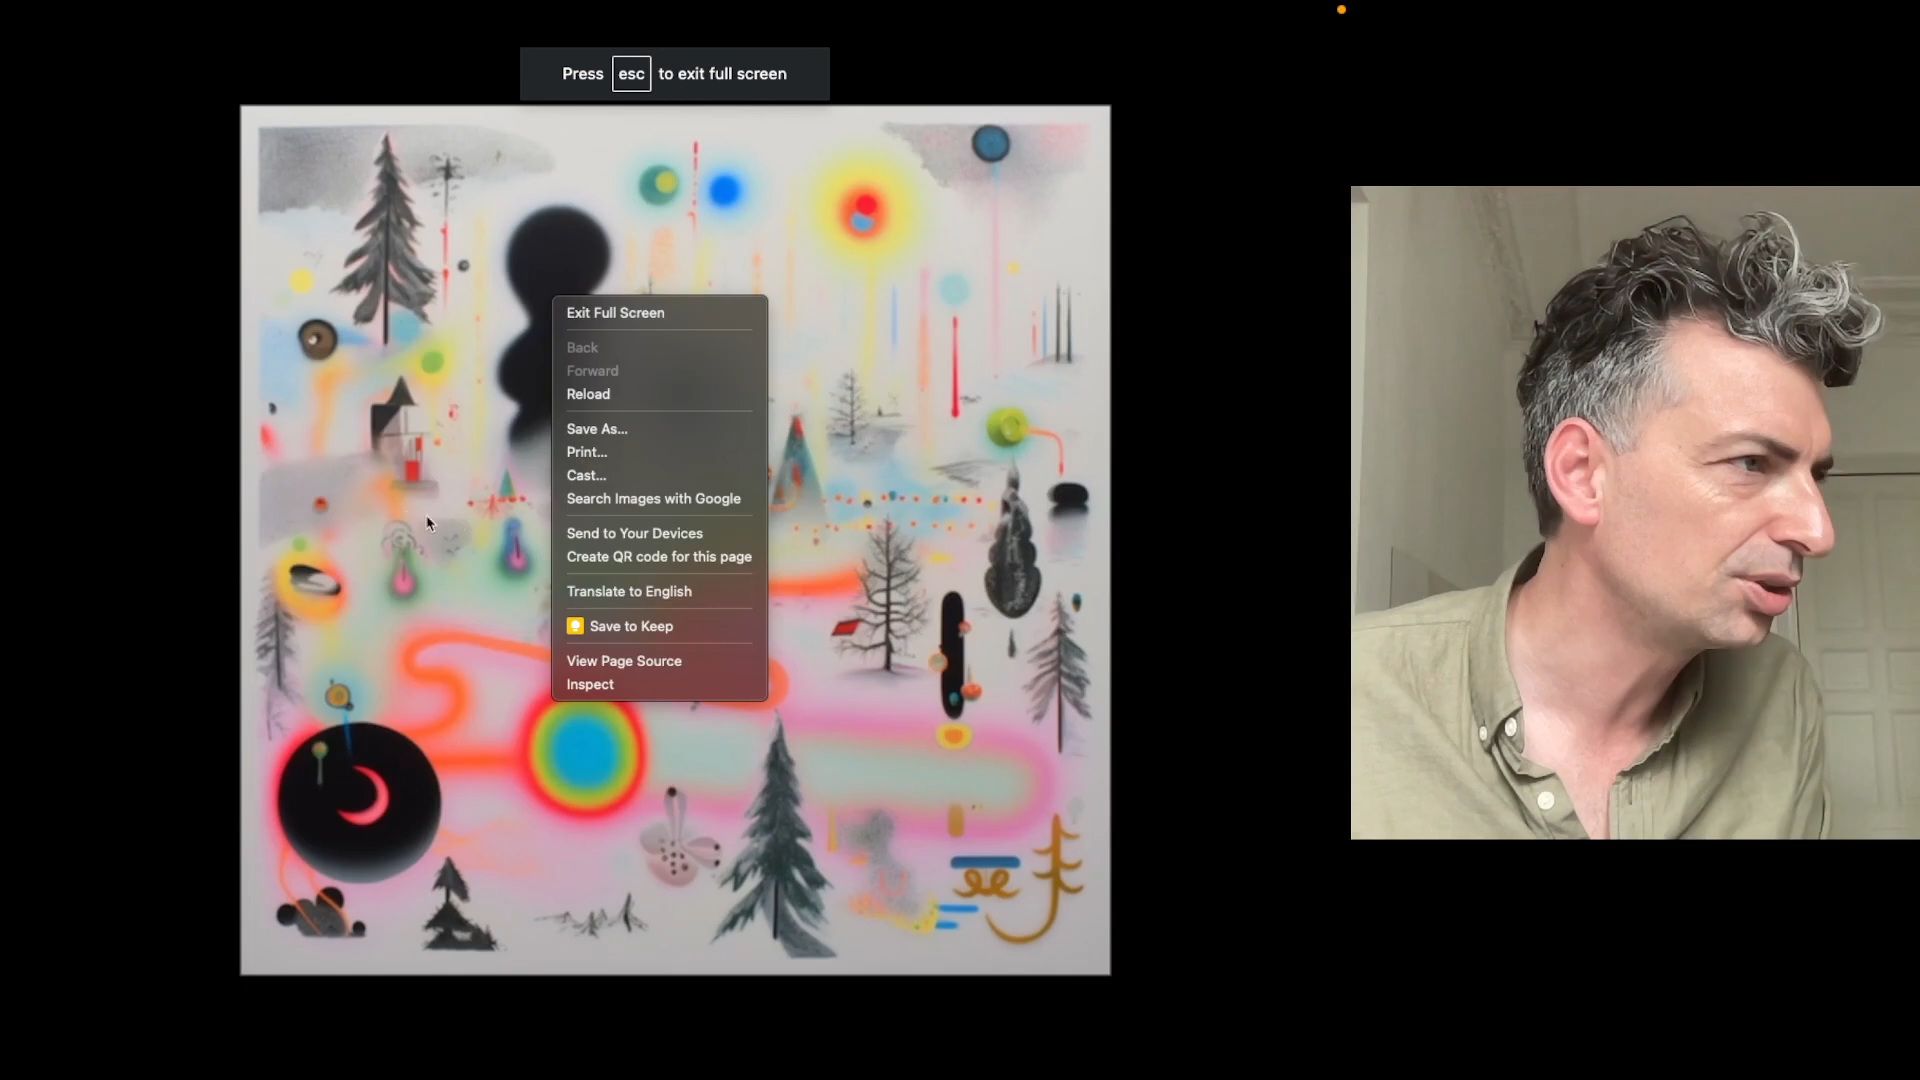 Press esc to exit full screen
Exit Full Screen
Back
Forward
Reload
Save As...
Print...
Cast...
Search Images with Google
Send to Your Devices
Create QR code for this page
Translate to English
Save to Keep
View Page Source
Inspect